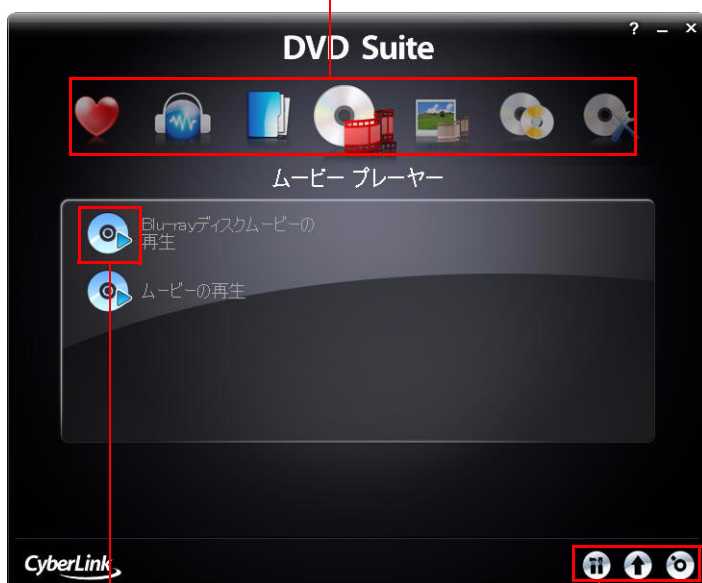 DVD Suite
? – ×
ムービー プレーヤー
Blu-rayディスクムービーの
再生
ムービーの再生
CyberLink